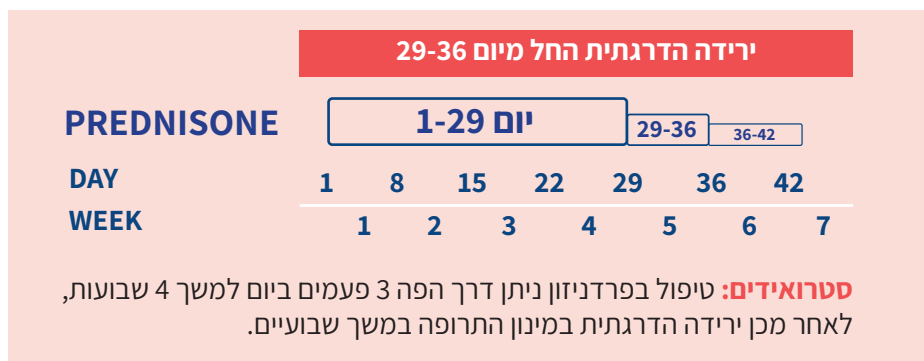 ירידה הדרגתית החל מיום 29-36
PREDNISONE
יום 1-29
29-36
36-42
DAY 1 8 15 22 29 36 42
WEEK 1 2 3 4 5 6 7
סטרואידים: טיפול בפרדניזון ניתן דרך הפה 3 פעמים ביום למשך 4 שבועות,
לאחר מכן ירידה הדרגתית במינון התרופה במשך שבועיים.